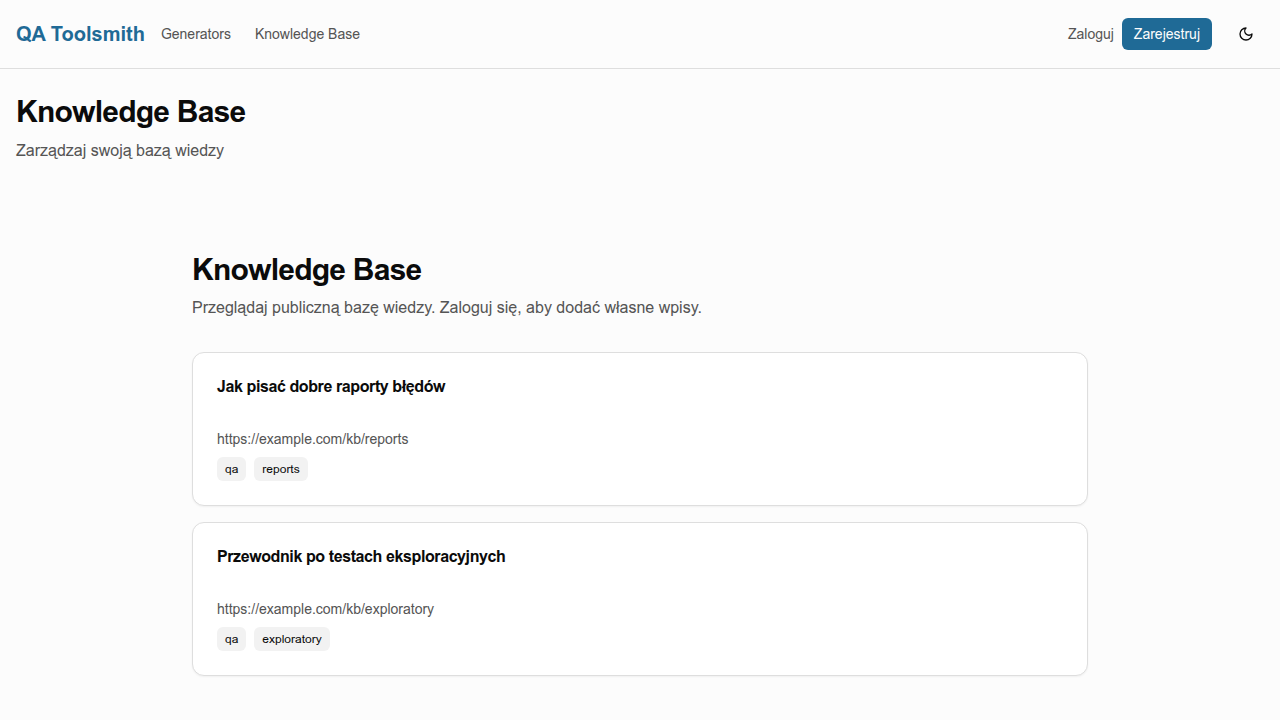 QA Toolsmith Generators Knowledge Base Zaloguj Zarejestruj
Knowledge Base
Zarządzaj swoją bazą wiedzy
Knowledge Base
Przeglądaj publiczną bazę wiedzy. Zaloguj się, aby dodać własne wpisy.
Jak pisać dobre raporty błędów
https://example.com/kb/reports
qa reports
Przewodnik po testach eksploracyjnych
https://example.com/kb/exploratory
qa exploratory